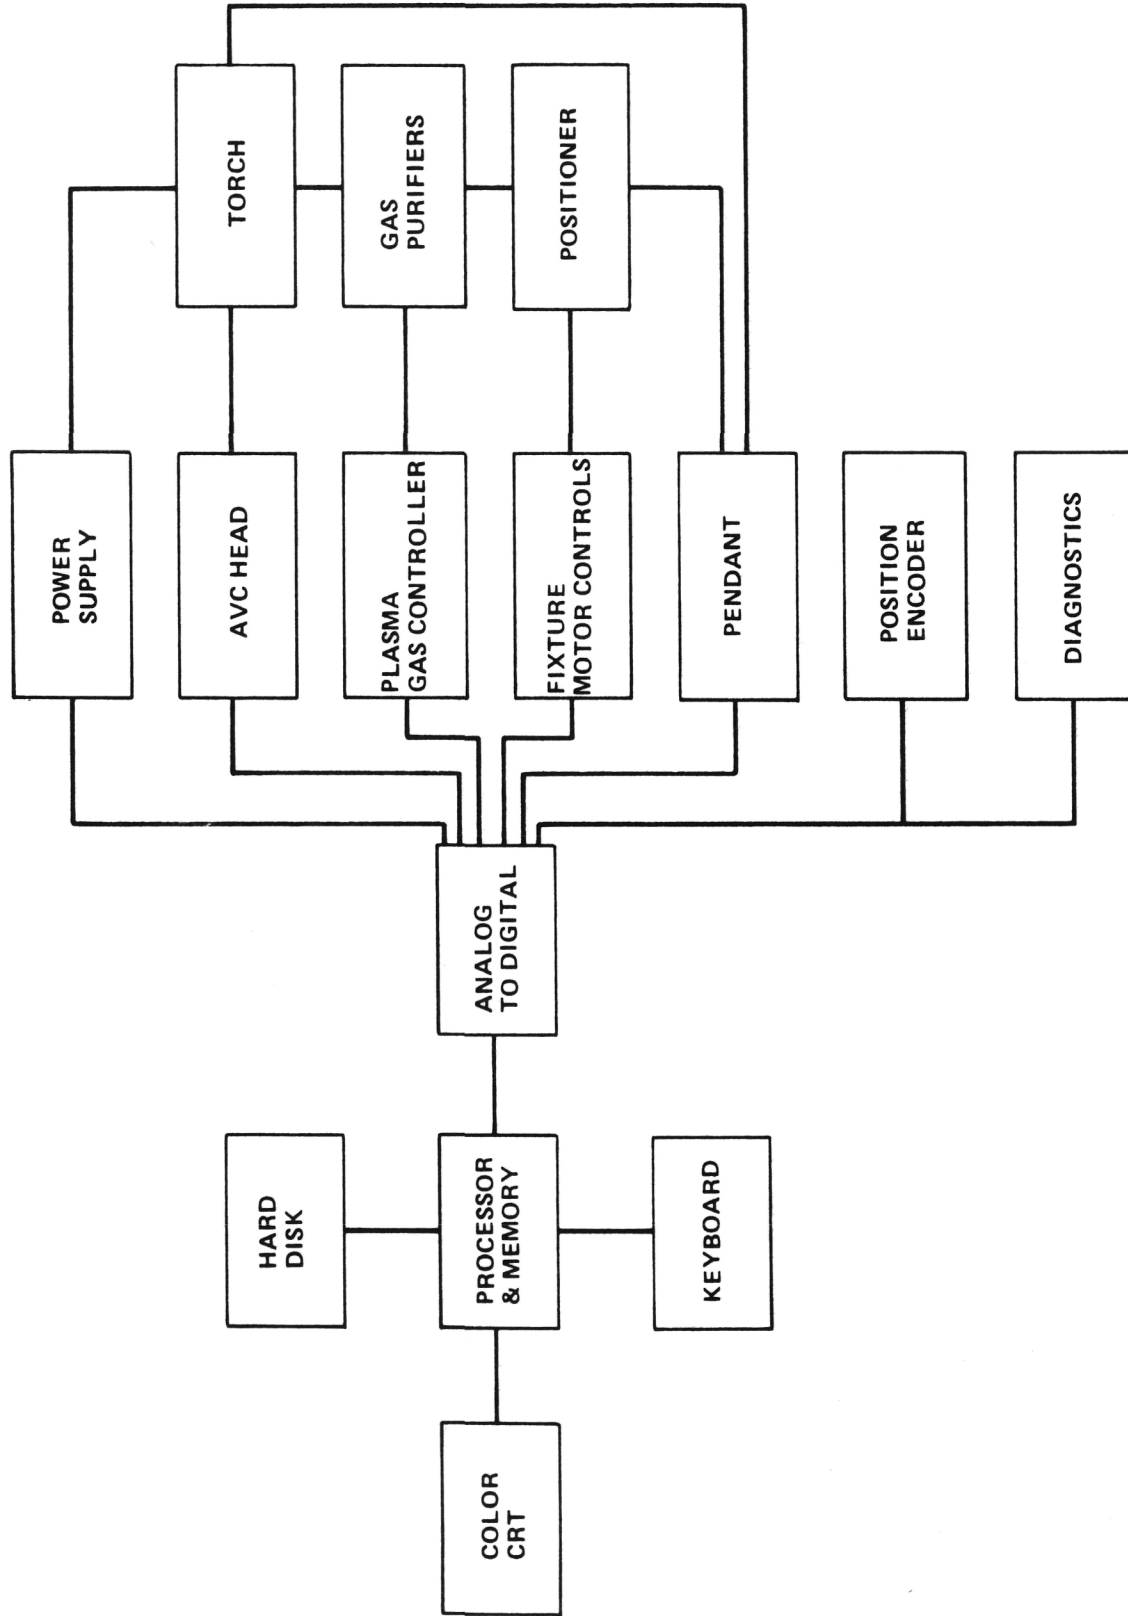 COLOR
CRT
HARD
DISK
PROCESSOR
& MEMORY
KEYBOARD
ANALOG
TO DIGITAL
POWER
SUPPLY
AVC HEAD
PLASMA
GAS CONTROLLER
FIXTURE
MOTOR CONTROLS
PENDANT
POSITION
ENCODER
DIAGNOSTICS
TORCH
GAS
PURIFIERS
POSITIONER